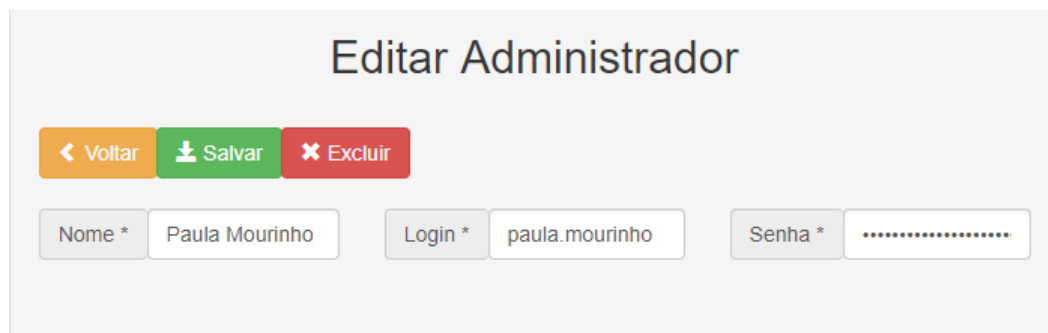 Editar Administrador
Voltar Salvar Excluir
Nome * Paula Mourinho Login * paula.mourinho Senha * ••••••••••••••••••••